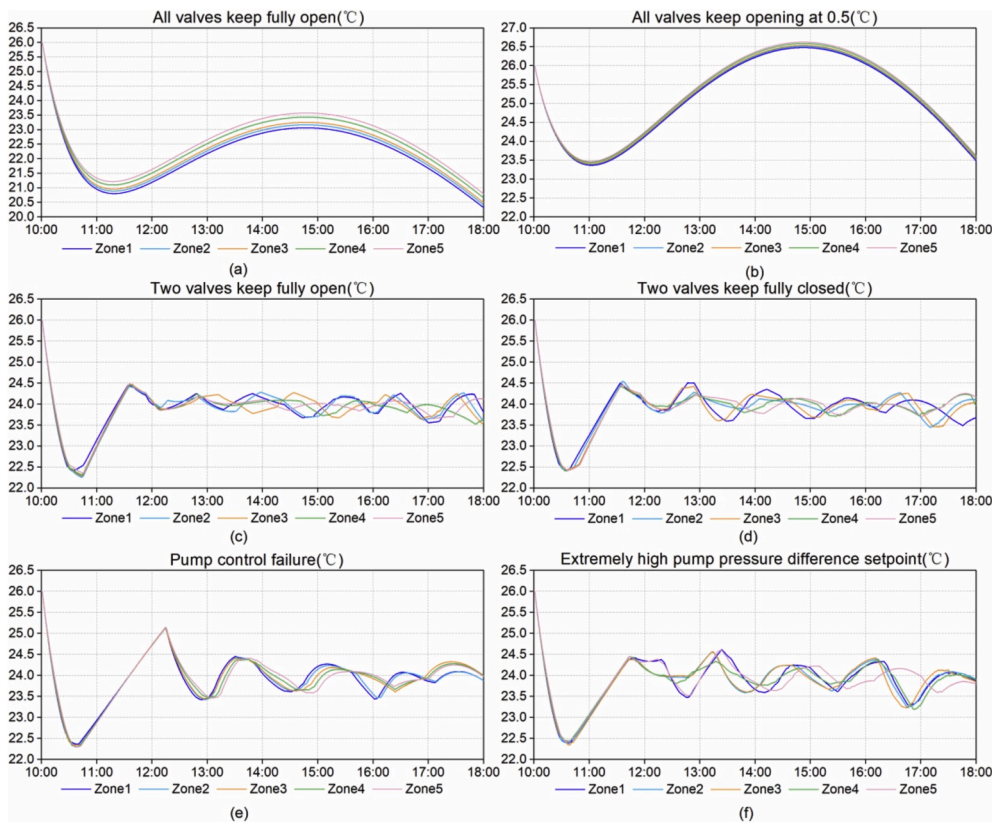 All valves keep fully open(℃)
26.5
26.0
25.5
25.0
24.5
24.0
23.5
23.0
22.5
22.0
21.5
21.0
20.5
20.0
10:00 11:00 12:00 13:00 14:00 15:00 16:00 17:00 18:00
Zone1 Zone2 Zone3 Zone4 Zone5
(a)
All valves keep opening at 0.5(℃)
27.0
26.5
26.0
25.5
25.0
24.5
24.0
23.5
23.0
22.5
22.0
10:00 11:00 12:00 13:00 14:00 15:00 16:00 17:00 18:00
Zone1 Zone2 Zone3 Zone4 Zone5
(b)
Two valves keep fully open(℃)
26.5
26.0
25.5
25.0
24.5
24.0
23.5
23.0
22.5
22.0
10:00 11:00 12:00 13:00 14:00 15:00 16:00 17:00 18:00
Zone1 Zone2 Zone3 Zone4 Zone5
(c)
Two valves keep fully closed(℃)
26.5
26.0
25.5
25.0
24.5
24.0
23.5
23.0
22.5
22.0
10:00 11:00 12:00 13:00 14:00 15:00 16:00 17:00 18:00
Zone1 Zone2 Zone3 Zone4 Zone5
(d)
Pump control failure(℃)
26.5
26.0
25.5
25.0
24.5
24.0
23.5
23.0
22.5
22.0
10:00 11:00 12:00 13:00 14:00 15:00 16:00 17:00 18:00
Zone1 Zone2 Zone3 Zone4 Zone5
(e)
Extremely high pump pressure difference setpoint(℃)
26.5
26.0
25.5
25.0
24.5
24.0
23.5
23.0
22.5
22.0
10:00 11:00 12:00 13:00 14:00 15:00 16:00 17:00 18:00
Zone1 Zone2 Zone3 Zone4 Zone5
(f)